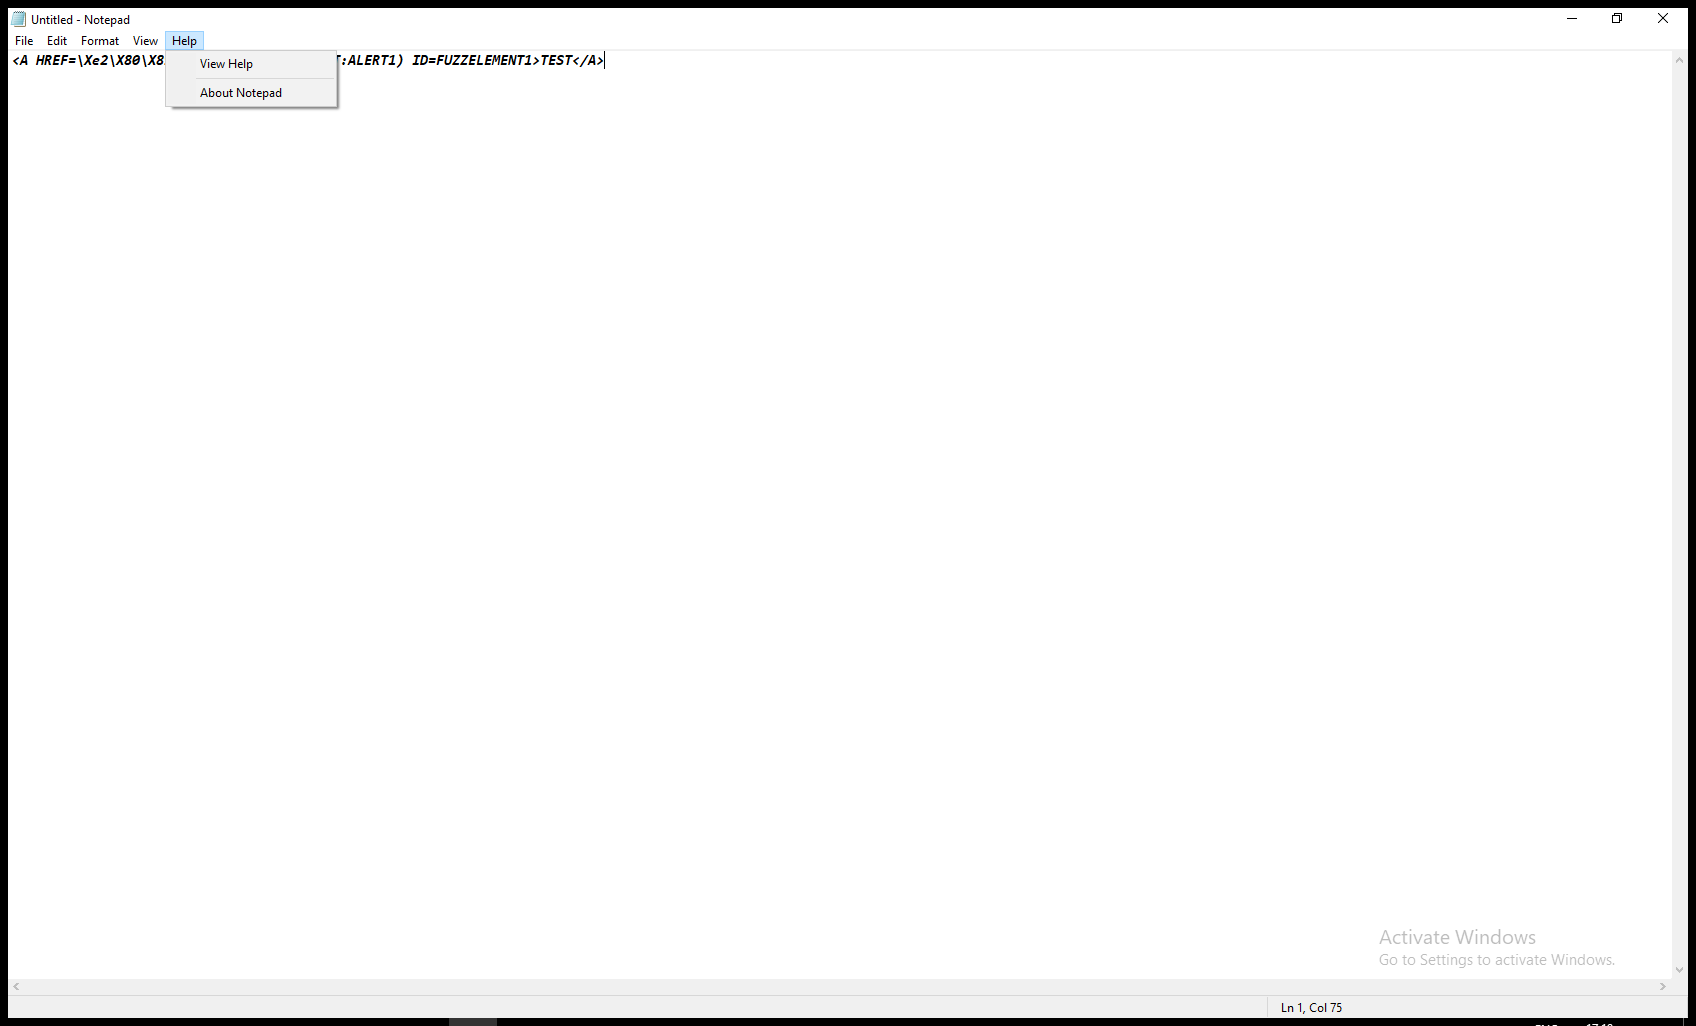 Untitled - Notepad
File Edit Format View Help
<A HREF=\Xe2\X80\X8 :ALERT1) ID=FUZZELEMENT1>TEST</A>
View Help
About Notepad
Activate Windows
Go to Settings to activate Windows.
Ln 1, Col 75